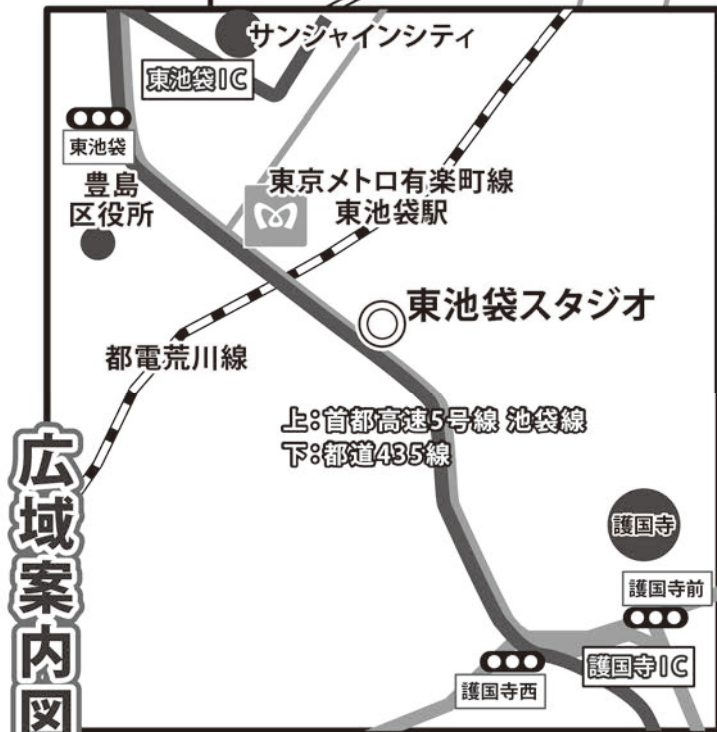 サンシャインシティ
東池袋IC
東池袋
豊島
区役所
東京メトロ有楽町線
東池袋駅
東池袋スタジオ
都電荒川線
上:首都高速5号線 池袋線
下:都道435線
広域案内図
護国寺
護国寺前
護国寺IC
護国寺西